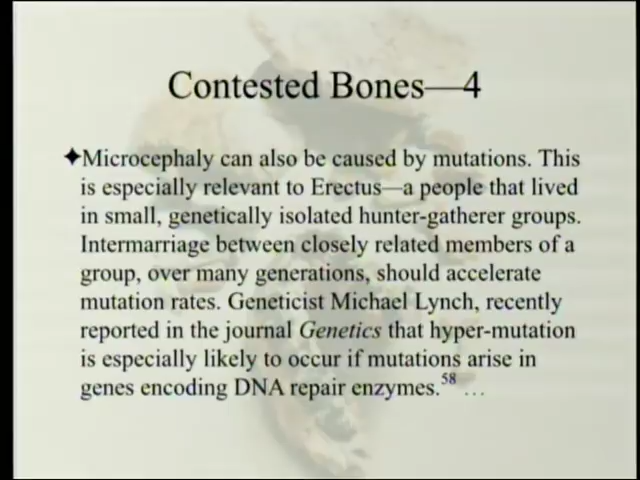 Contested Bones—4
✦Microcephaly can also be caused by mutations. This
is especially relevant to Erectus—a people that lived
in small, genetically isolated hunter-gatherer groups.
Intermarriage between closely related members of a
group, over many generations, should accelerate
mutation rates. Geneticist Michael Lynch, recently
reported in the journal Genetics that hyper-mutation
is especially likely to occur if mutations arise in
genes encoding DNA repair enzymes.58 …